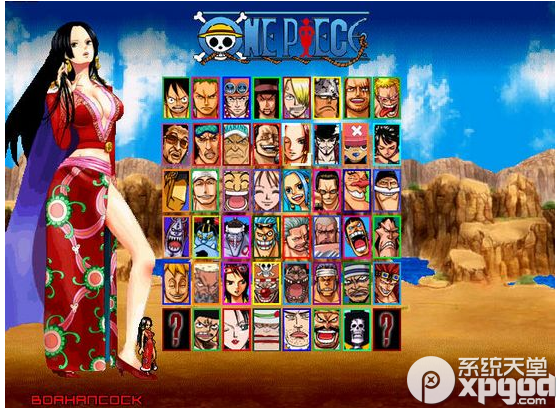 ONE PIECE
?
?
BOAHANCOCK
系统天堂
xpgod